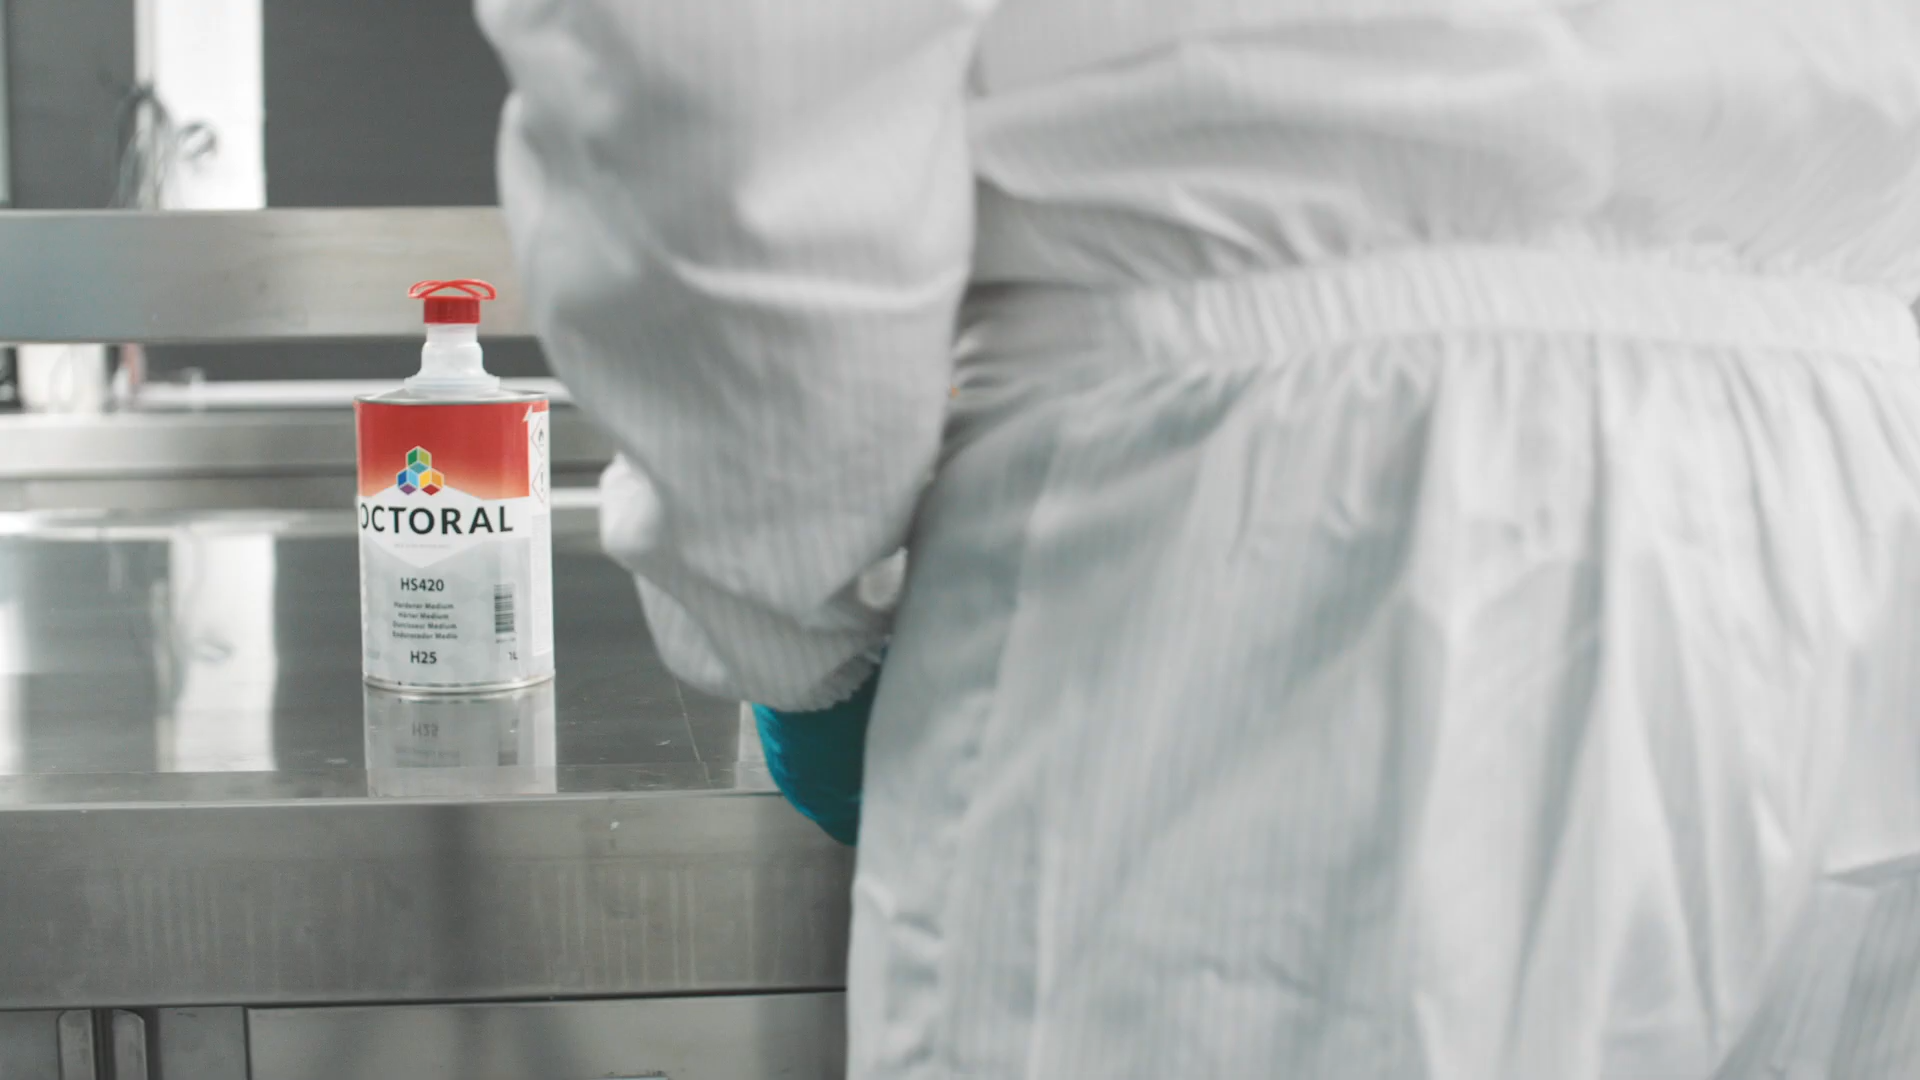 OCTORAL
HS420
Hardener Medium
Härter Medium
Durcisseur Medium
Endurecedor Medio
H25
1L